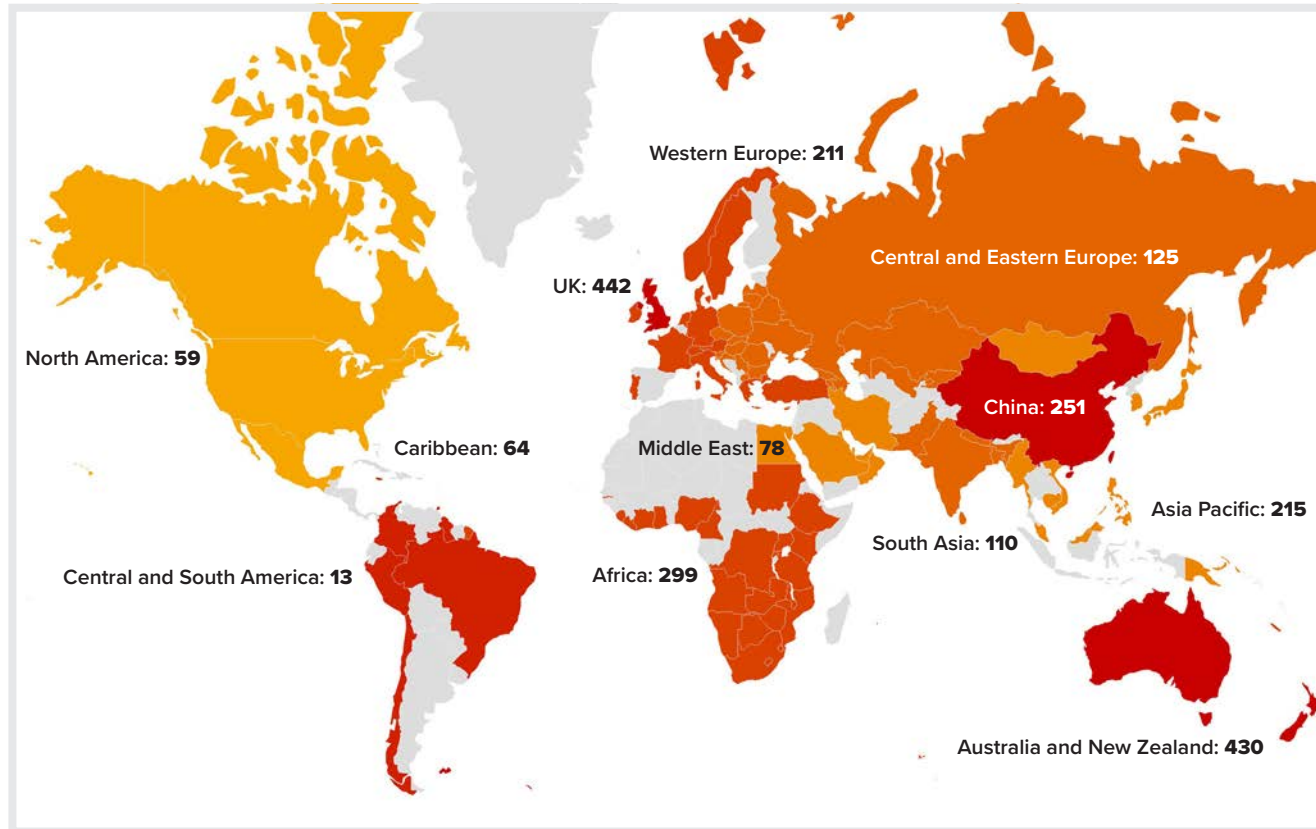 Western Europe: 211
Central and Eastern Europe: 125
UK: 442
North America: 59
China: 251
Caribbean: 64
Middle East: 78
Asia Pacific: 215
South Asia: 110
Central and South America: 13
Africa: 299
Australia and New Zealand: 430